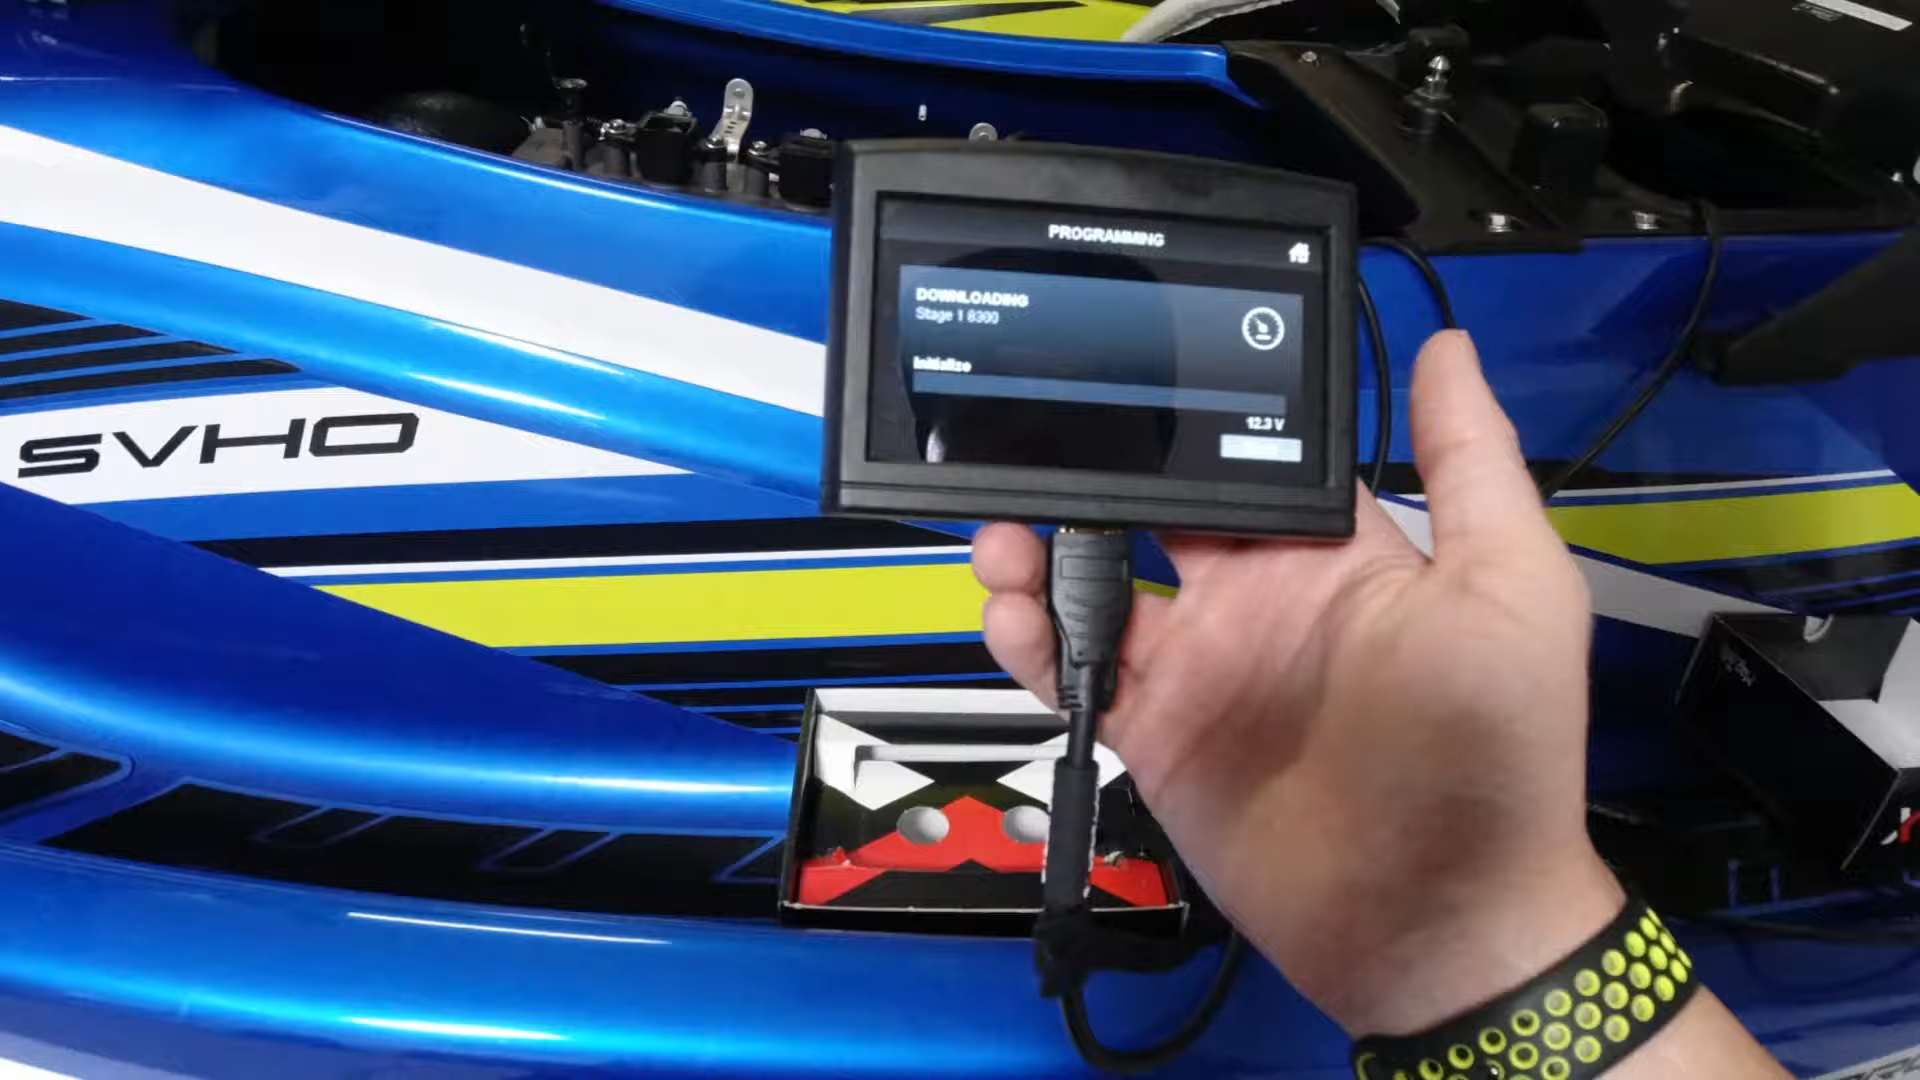 PROGRAMMING
DOWNLOADING
Stage 1 8300
Initialize
12.3 V
SVHO